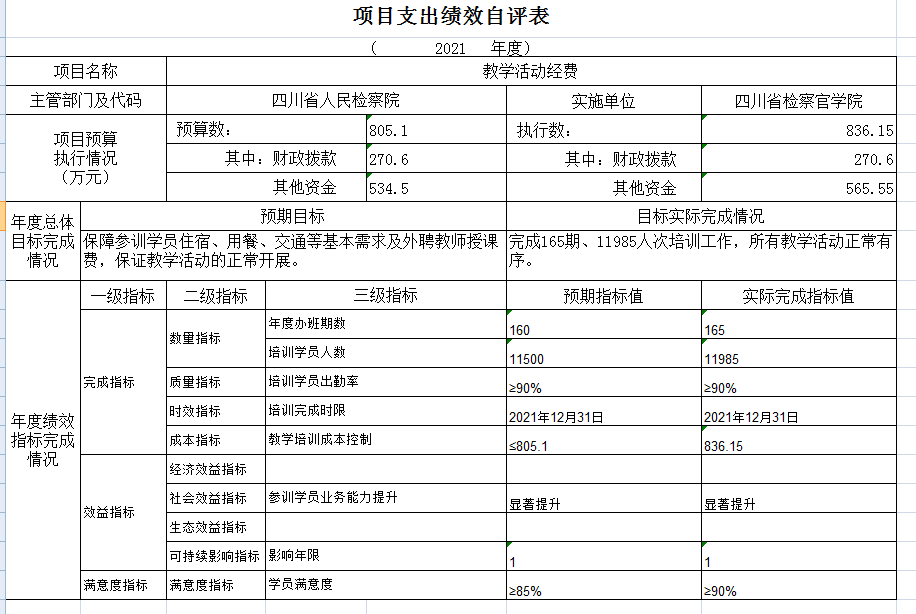 项目支出绩效自评表
（ 2021 年度）
项目名称 教学活动经费
主管部门及代码 四川省人民检察院 实施单位 四川省检察官学院
项目预算
执行情况
（万元）
预算数： 805.1 执行数： 836.15
其中：财政拨款 270.6 其中：财政拨款 270.6
其他资金 534.5 其他资金 565.55
年度总体
目标完成
情况
预期目标 目标实际完成情况
保障参训学员住宿、用餐、交通等基本需求及外聘教师授课
费，保证教学活动的正常开展。
完成165期、11985人次培训工作，所有教学活动正常有
序。
年度绩效
指标完成
情况
一级指标 二级指标 三级指标 预期指标值 实际完成指标值
完成指标
数量指标
年度办班期数 160 165
培训学员人数 11500 11985
质量指标 培训学员出勤率 ≥90% ≥90%
时效指标 培训完成时限 2021年12月31日 2021年12月31日
成本指标 教学培训成本控制 ≤805.1 836.15
效益指标
经济效益指标
社会效益指标 参训学员业务能力提升 显著提升 显著提升
生态效益指标
可持续影响指标 影响年限 1 1
满意度指标 满意度指标 学员满意度 ≥85% ≥90%